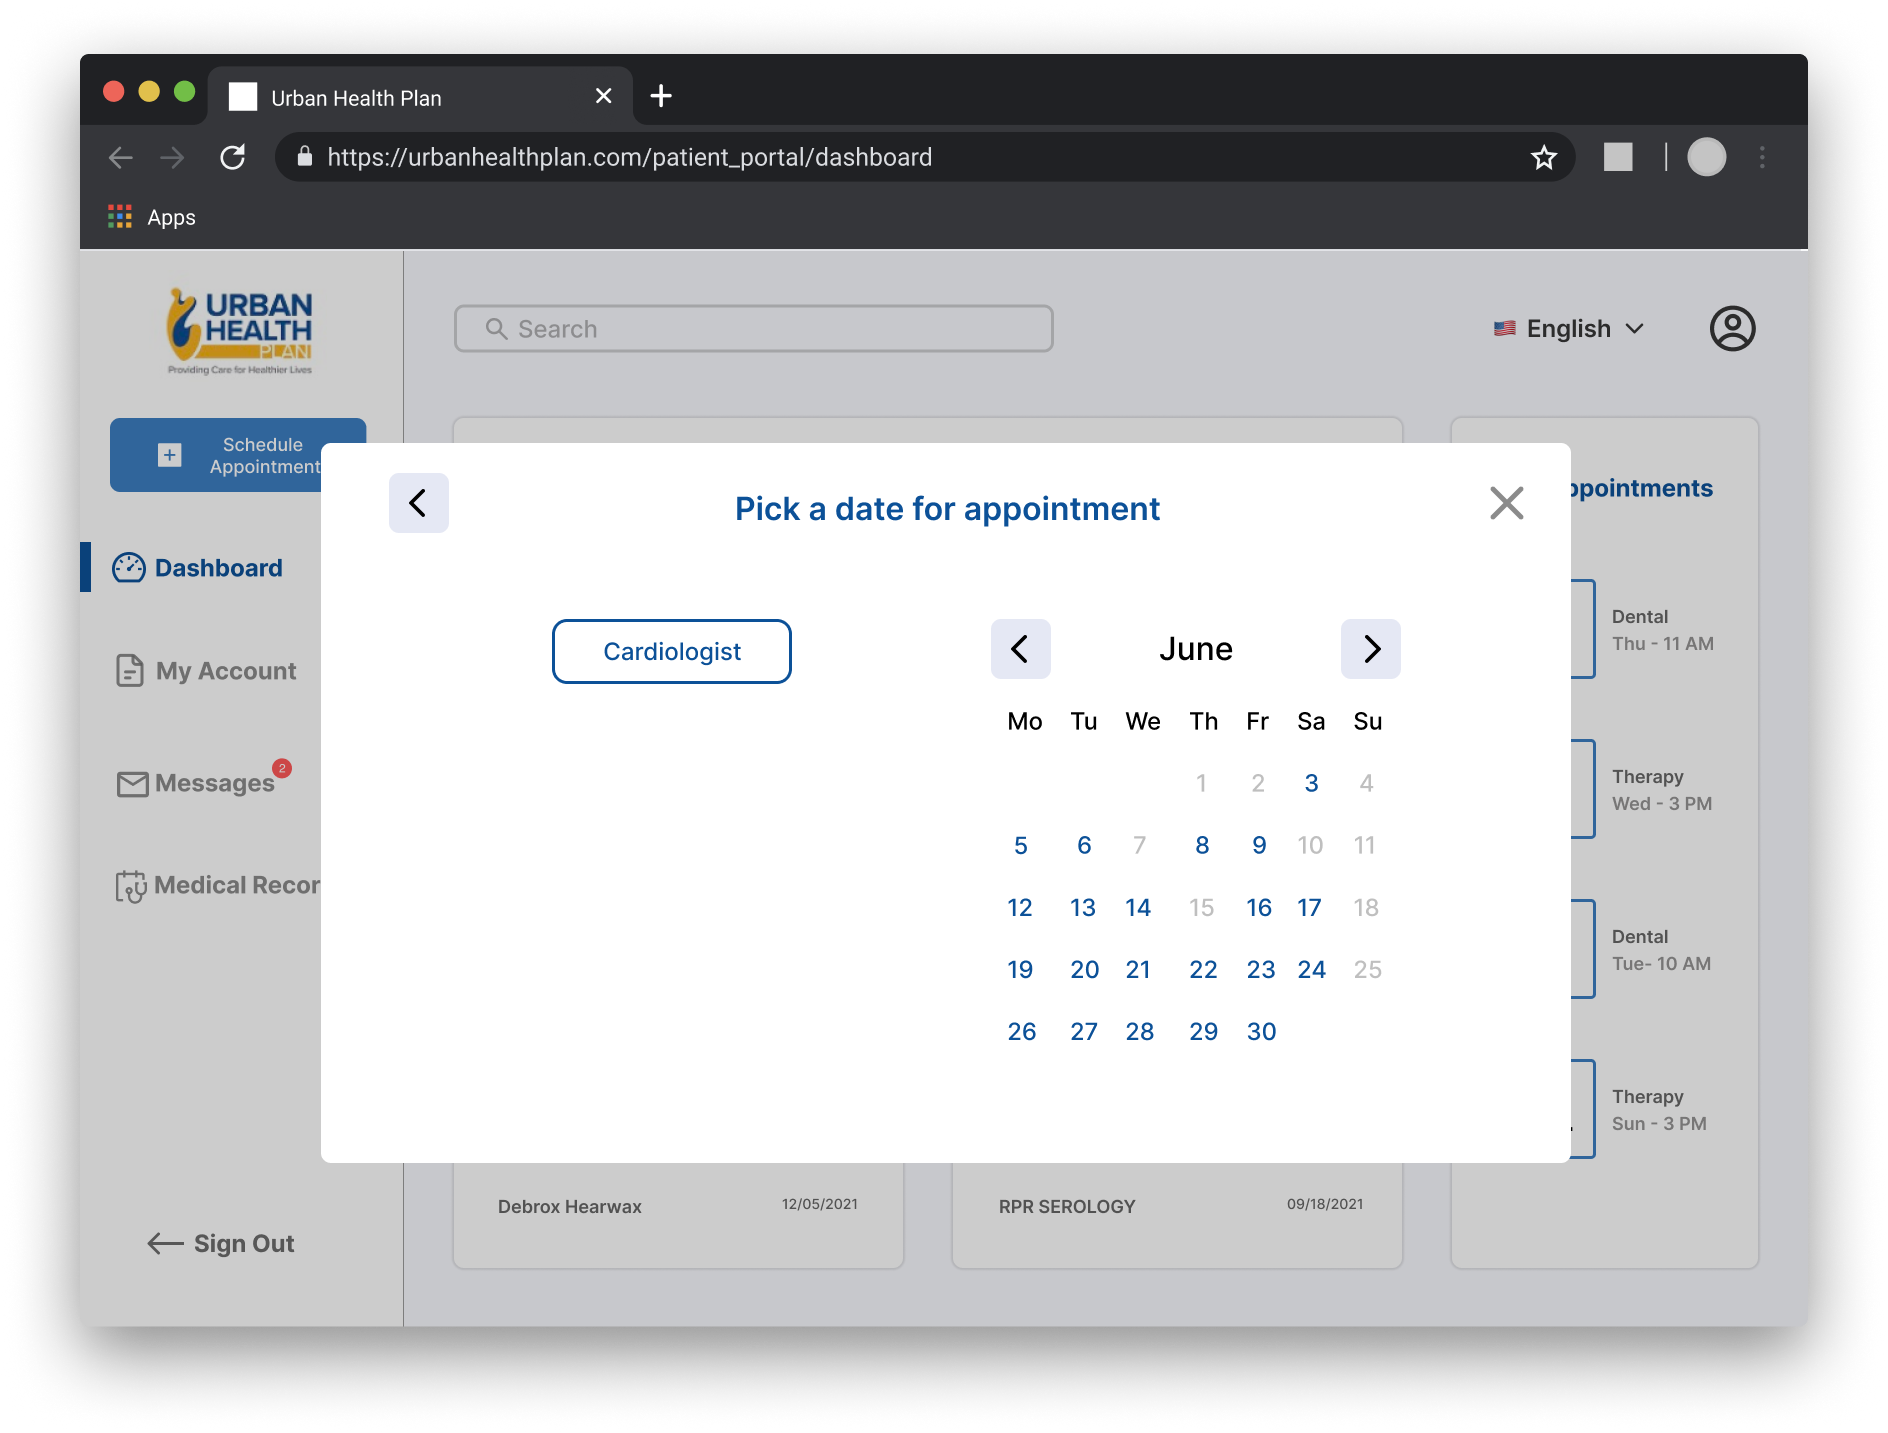 Urban Health Plan
https://urbanhealthplan.com/patient_portal/dashboard
Apps
URBAN
HEALTH
PLAN
Providing Care for Healthier Lives
Search
English
Schedule
Appointment
Dashboard
My Account
Messages
2
Medical Recor
Sign Out
Pick a date for appointment
Cardiologist
June
Mo Tu We Th Fr Sa Su
1 2 3 4
5 6 7 8 9 10 11
12 13 14 15 16 17 18
19 20 21 22 23 24 25
26 27 28 29 30
ppointments
Dental
Thu - 11 AM
Therapy
Wed - 3 PM
Dental
Tue- 10 AM
Therapy
Sun - 3 PM
Debrox Hearwax 12/05/2021
RPR SEROLOGY 09/18/2021